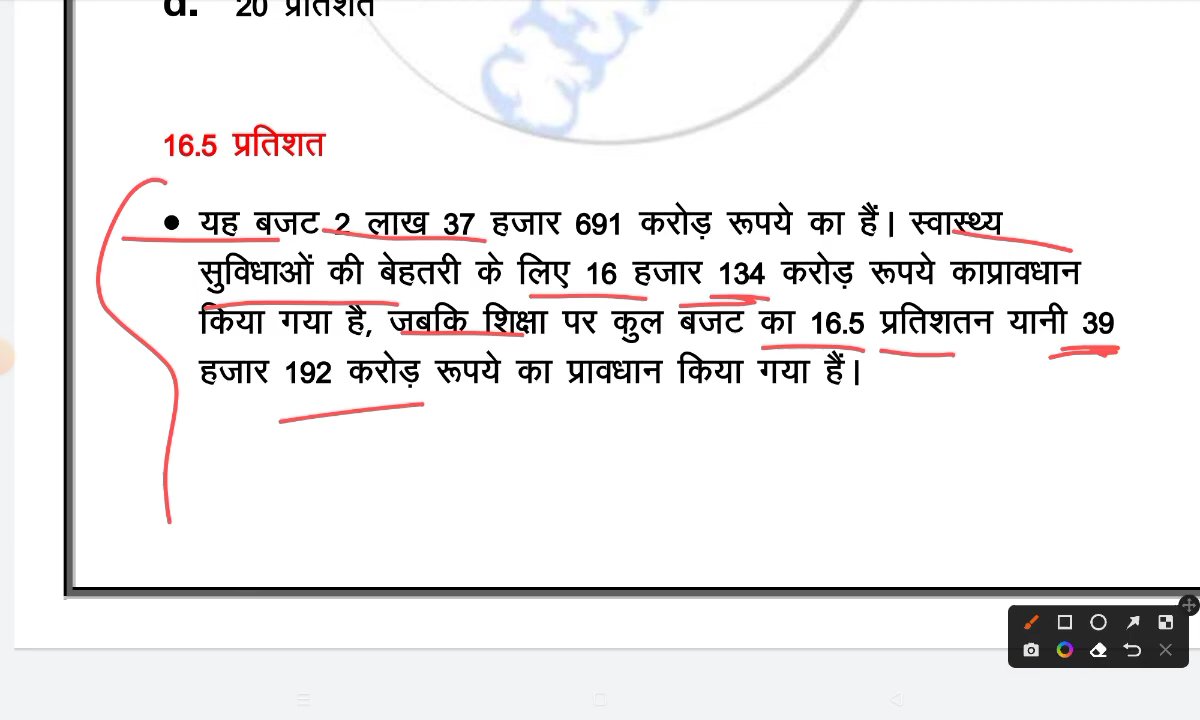 d. 20 प्रतिशत
16.5 प्रतिशत
• यह बजट 2 लाख 37 हजार 691 करोड़ रूपये का हैं। स्वास्थ्य
सुविधाओं की बेहतरी के लिए 16 हजार 134 करोड़ रूपये काप्रावधान
किया गया है, जबकि शिक्षा पर कुल बजट का 16.5 प्रतिशतन यानी 39
हजार 192 करोड़ रूपये का प्रावधान किया गया हैं।